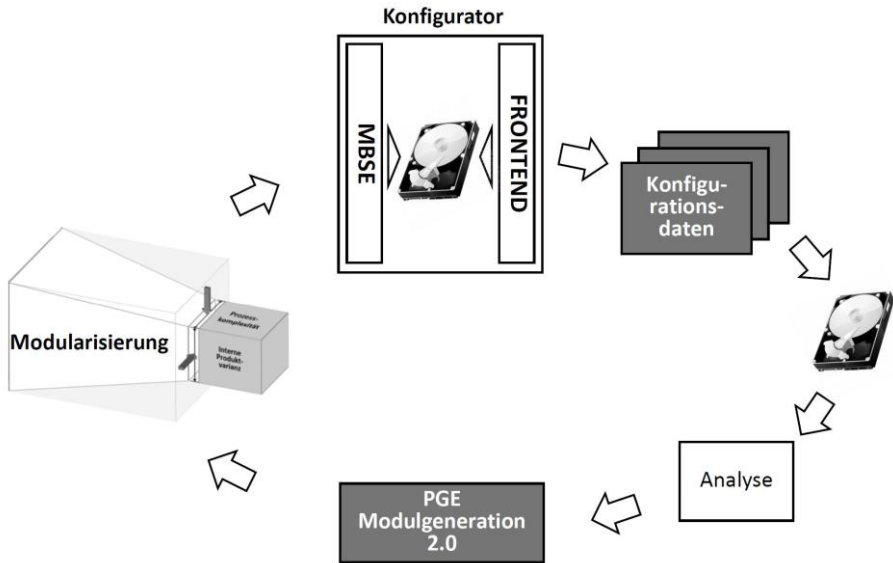 Konfigurator
MBSE
FRONTEND
Konfigu-
rations-
daten
Modularisierung
Prozess-
komplexität
Interne
Produkt-
varianz
Analyse
PGE
Modulgeneration
2.0